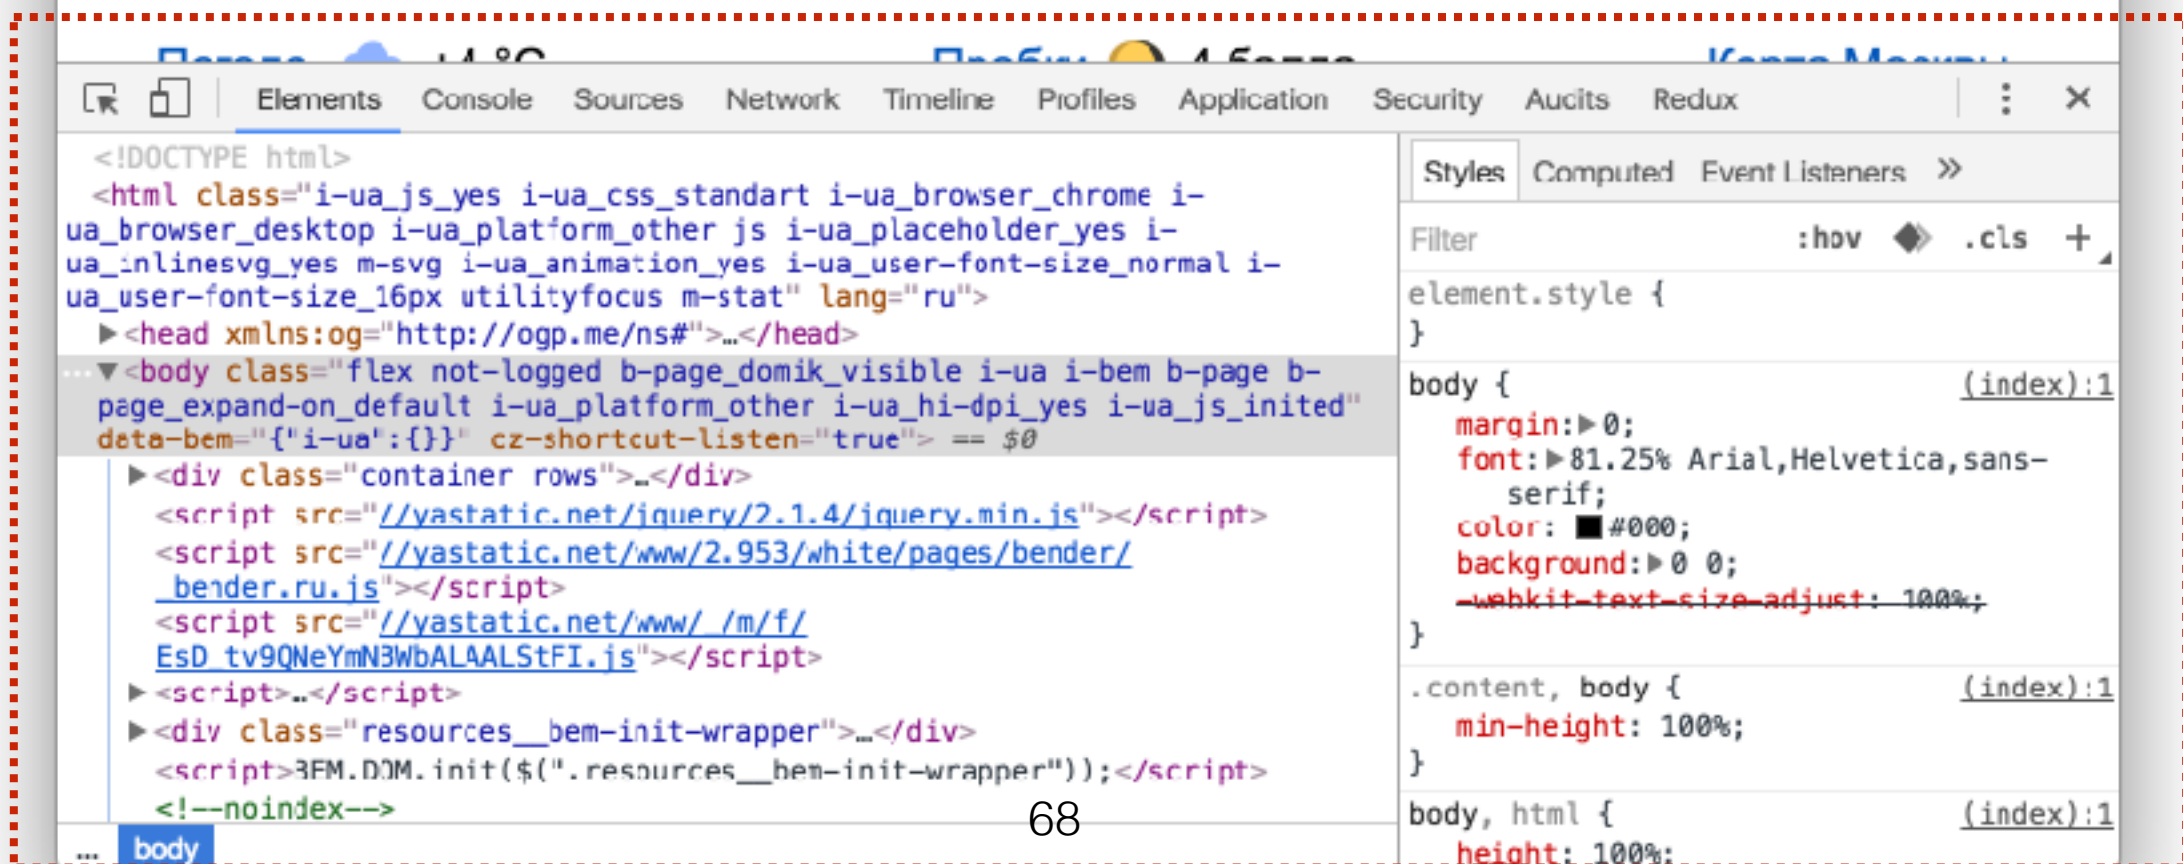 Погода +4 °C Пробки 4 балла Карта Москвы
Elements Console Sources Network Timeline Profiles Application Security Audits Redux
<!DOCTYPE html>
<html class="i-ua_js_yes i-ua_css_standart i-ua_browser_chrome i-
ua_browser_desktop i-ua_platform_other js i-ua_placeholder_yes i-
ua_inlinesvg_yes m-svg i-ua_animation_yes i-ua_user-font-size_normal i-
ua_user-font-size_16px utilityfocus m-stat" lang="ru">
<head xmlns:og="http://ogp.me/ns#">…</head>
<body class="flex not-logged b-page_domik_visible i-ua i-bem b-page b-
page_expand-on_default i-ua_platform_other i-ua_hi-dpi_yes i-ua_js_inited"
data-bem="{"i-ua":{}}" cz-shortcut-listen="true"> == $0
<div class="container rows">…</div>
<script src="//yastatic.net/jquery/2.1.4/jquery.min.js"></script>
<script src="//yastatic.net/www/2.953/white/pages/bender/
_bender.ru.js"></script>
<script src="//yastatic.net/www/_/m/f/
EsD_tv9QNeYmN3WbALAALStFI.js"></script>
<script>…</script>
<div class="resources__bem-init-wrapper">…</div>
<script>BEM.DOM.init($(".resources__bem-init-wrapper"));</script>
<!--noindex-->
… body
68
Styles Computed Event Listeners »
Filter :hov .cls +
element.style {
}
body { (index):1
margin: 0;
font: 81.25% Arial,Helvetica,sans-
serif;
color: #000;
background: 0 0;
-webkit-text-size-adjust: 100%;
}
.content, body { (index):1
min-height: 100%;
}
body, html { (index):1
height: 100%;